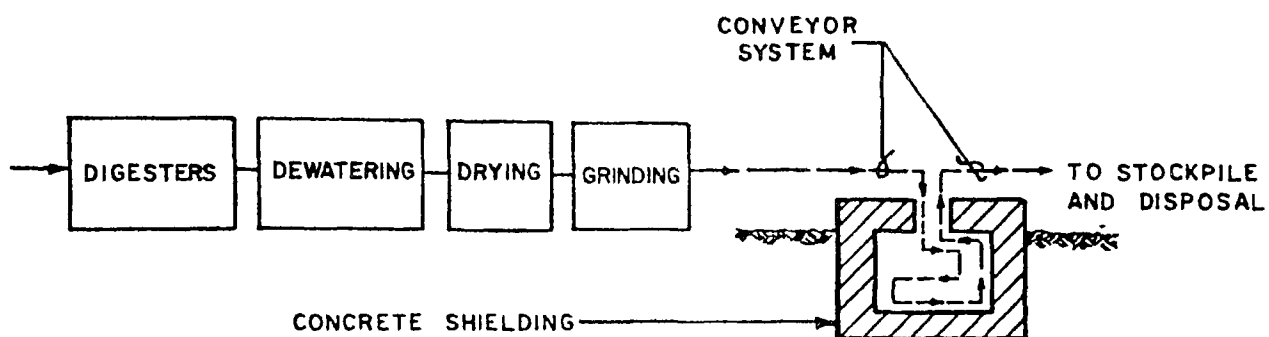 CONVEYOR
SYSTEM
DIGESTERS
DEWATERING
DRYING
GRINDING
TO STOCKPILE
AND DISPOSAL
CONCRETE SHIELDING